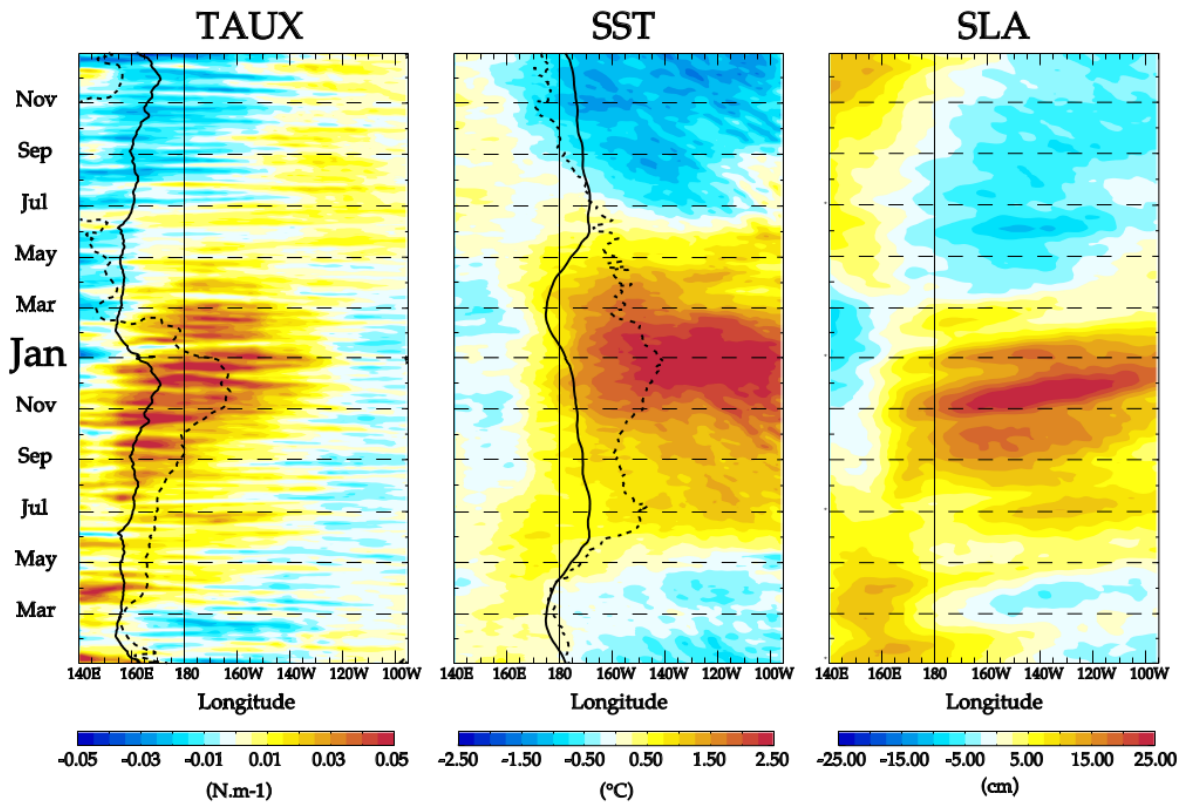 TAUX SST SLA
Nov
Sep
Jul
May
Mar
Jan
Nov
Sep
Jul
May
Mar
140E 160E 180 160W 140W 120W 100W 140E 160E 180 160W 140W 120W 100W 140E 160E 180 160W 140W 120W 100W
Longitude Longitude Longitude
-0.05 -0.03 -0.01 0.01 0.03 0.05 -2.50 -1.50 -0.50 0.50 1.50 2.50 -25.00 -15.00 -5.00 5.00 15.00 25.00
(N.m-1) (°C) (cm)